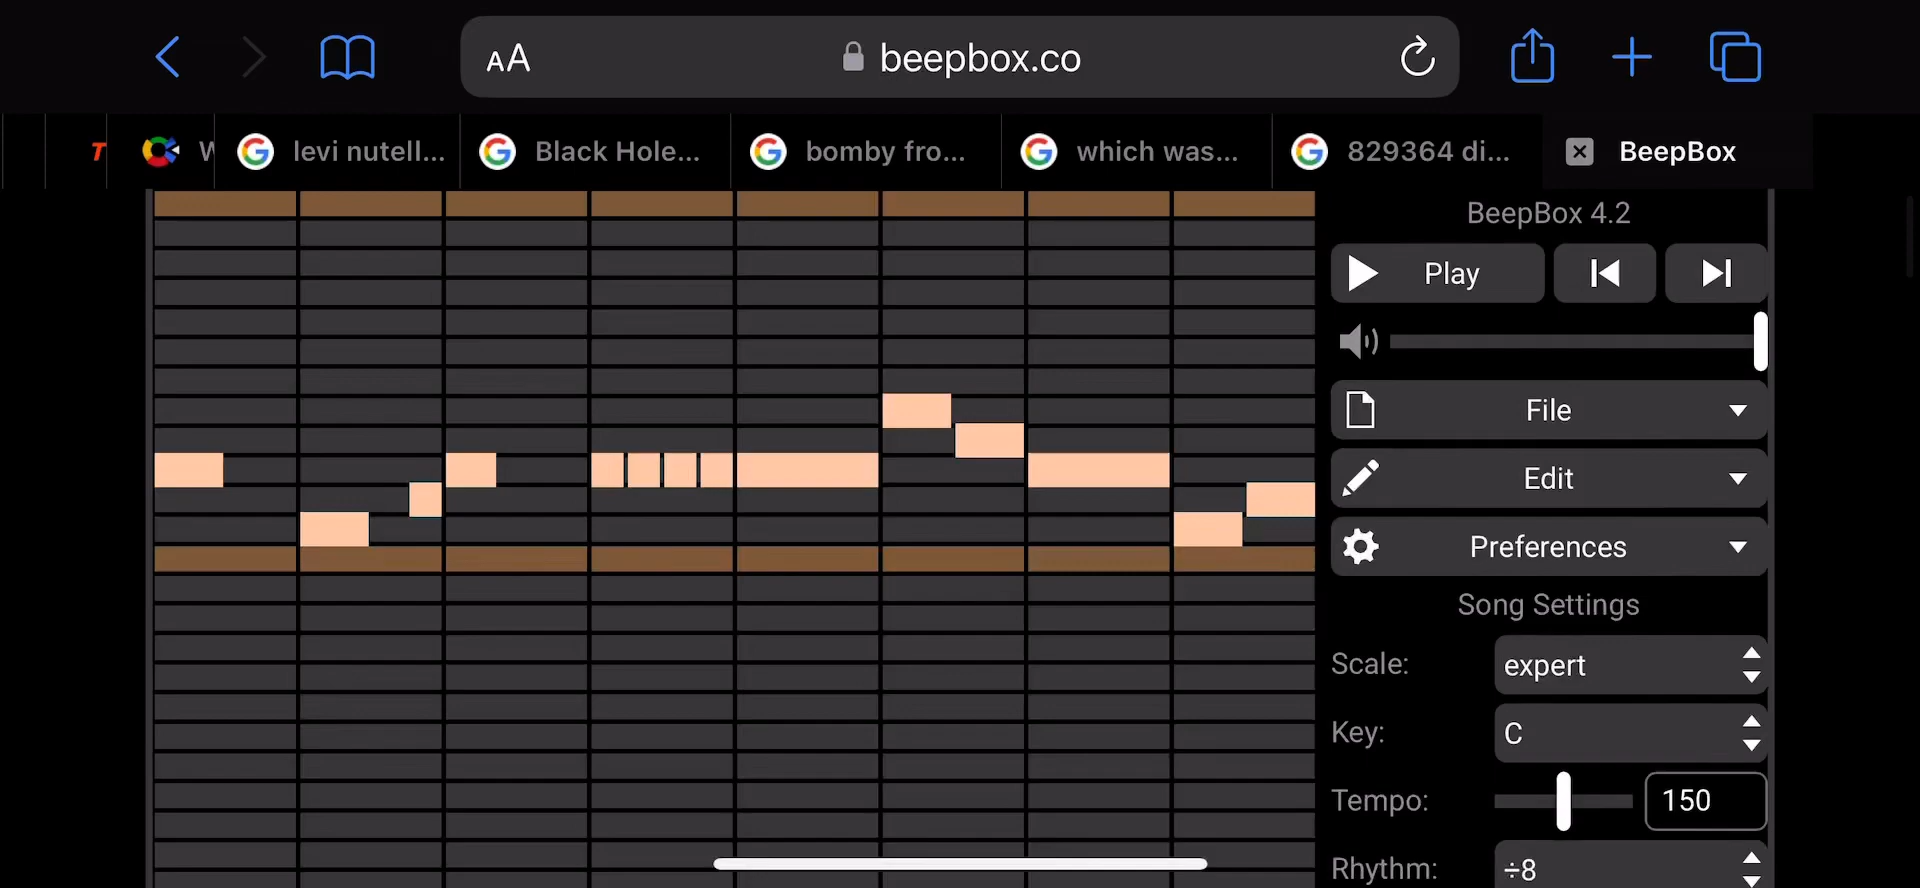 AA beepbox.co
T W levi nutell... Black Hole... bomby fro... which was... 829364 di... BeepBox
BeepBox 4.2
Play
File
Edit
Preferences
Song Settings
Scale: expert
Key: C
Tempo: 150
Rhythm: ÷8